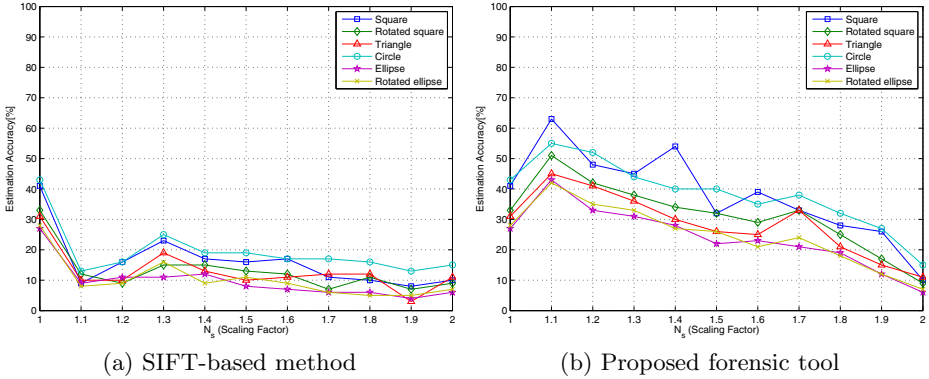 100
90
80
70
60
50
40
30
20
10
0
Estimation Accuracy[%]
1 1.1 1.2 1.3 1.4 1.5 1.6 1.7 1.8 1.9 2
N_s (Scaling Factor)
Square
Rotated square
Triangle
Circle
Ellipse
Rotated ellipse
(a) SIFT-based method
100
90
80
70
60
50
40
30
20
10
0
Estimation Accuracy[%]
1 1.1 1.2 1.3 1.4 1.5 1.6 1.7 1.8 1.9 2
N_s (Scaling Factor)
Square
Rotated square
Triangle
Circle
Ellipse
Rotated ellipse
(b) Proposed forensic tool